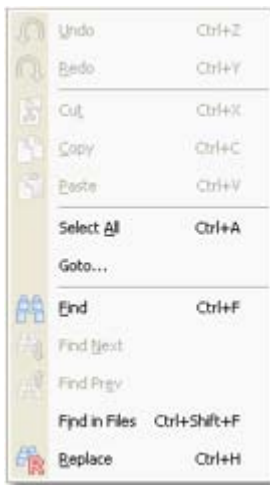 Undo Ctrl+Z
Redo Ctrl+Y
Cut Ctrl+X
Copy Ctrl+C
Paste Ctrl+V
Select All Ctrl+A
Goto...
Find Ctrl+F
Find Next
Find Prev
Find in Files Ctrl+Shift+F
Replace Ctrl+H